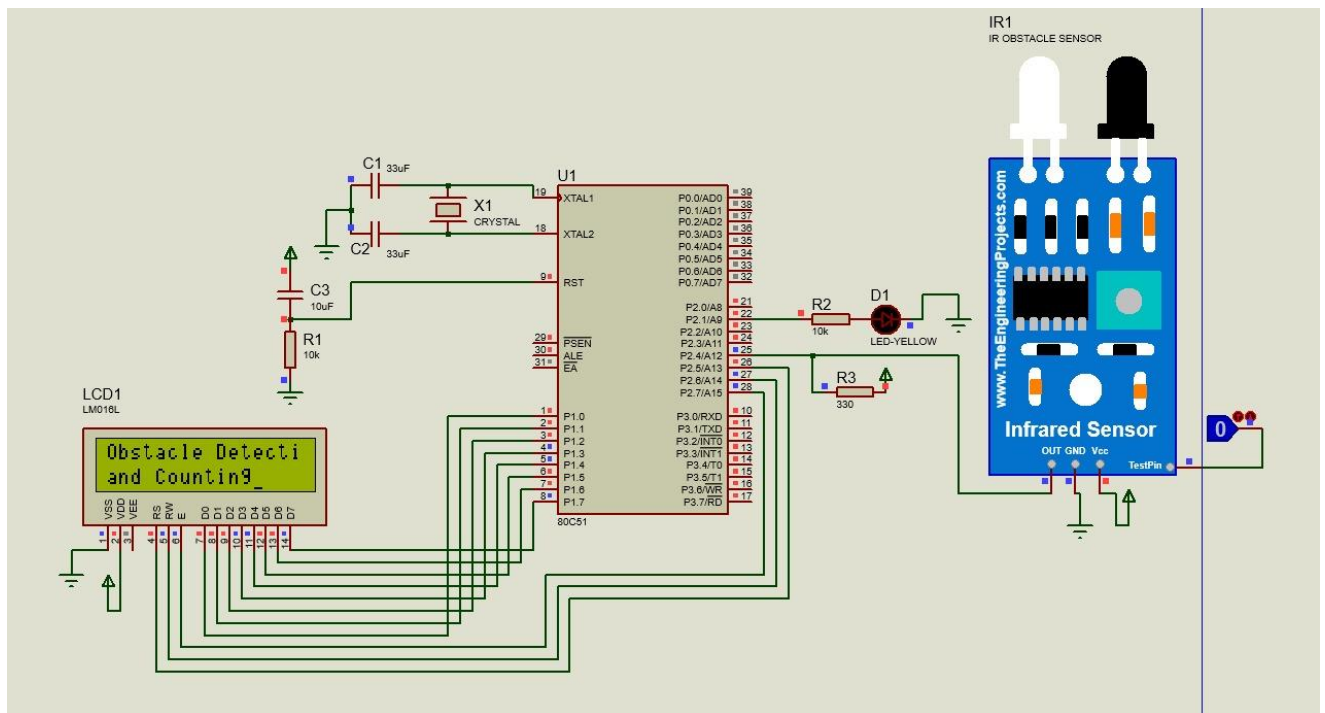 IR1
IR OBSTACLE SENSOR
www.TheEngineeringProjects.com
Infrared Sensor
OUT GND Vcc
TestPin
0
C1
33uF
C2
33uF
X1
CRYSTAL
C3
10uF
R1
10k
U1
19 XTAL1
18 XTAL2
9 RST
29 PSEN
30 ALE
31 EA
1 P1.0
2 P1.1
3 P1.2
4 P1.3
5 P1.4
6 P1.5
7 P1.6
8 P1.7
P0.0/AD0 39
P0.1/AD1 38
P0.2/AD2 37
P0.3/AD3 36
P0.4/AD4 35
P0.5/AD5 34
P0.6/AD6 33
P0.7/AD7 32
P2.0/A8 21
P2.1/A9 22
P2.2/A10 23
P2.3/A11 24
P2.4/A12 25
P2.5/A13 26
P2.6/A14 27
P2.7/A15 28
P3.0/RXD 10
P3.1/TXD 11
P3.2/INT0 12
P3.3/INT1 13
P3.4/T0 14
P3.5/T1 15
P3.6/WR 16
P3.7/RD 17
80C51
R2
10k
D1
LED-YELLOW
R3
330
LCD1
LM016L
Obstacle Detecti
and Counting_
VSS VDD VEE RS RW E D0 D1 D2 D3 D4 D5 D6 D7
1 2 3 4 5 6 7 8 9 10 11 12 13 14